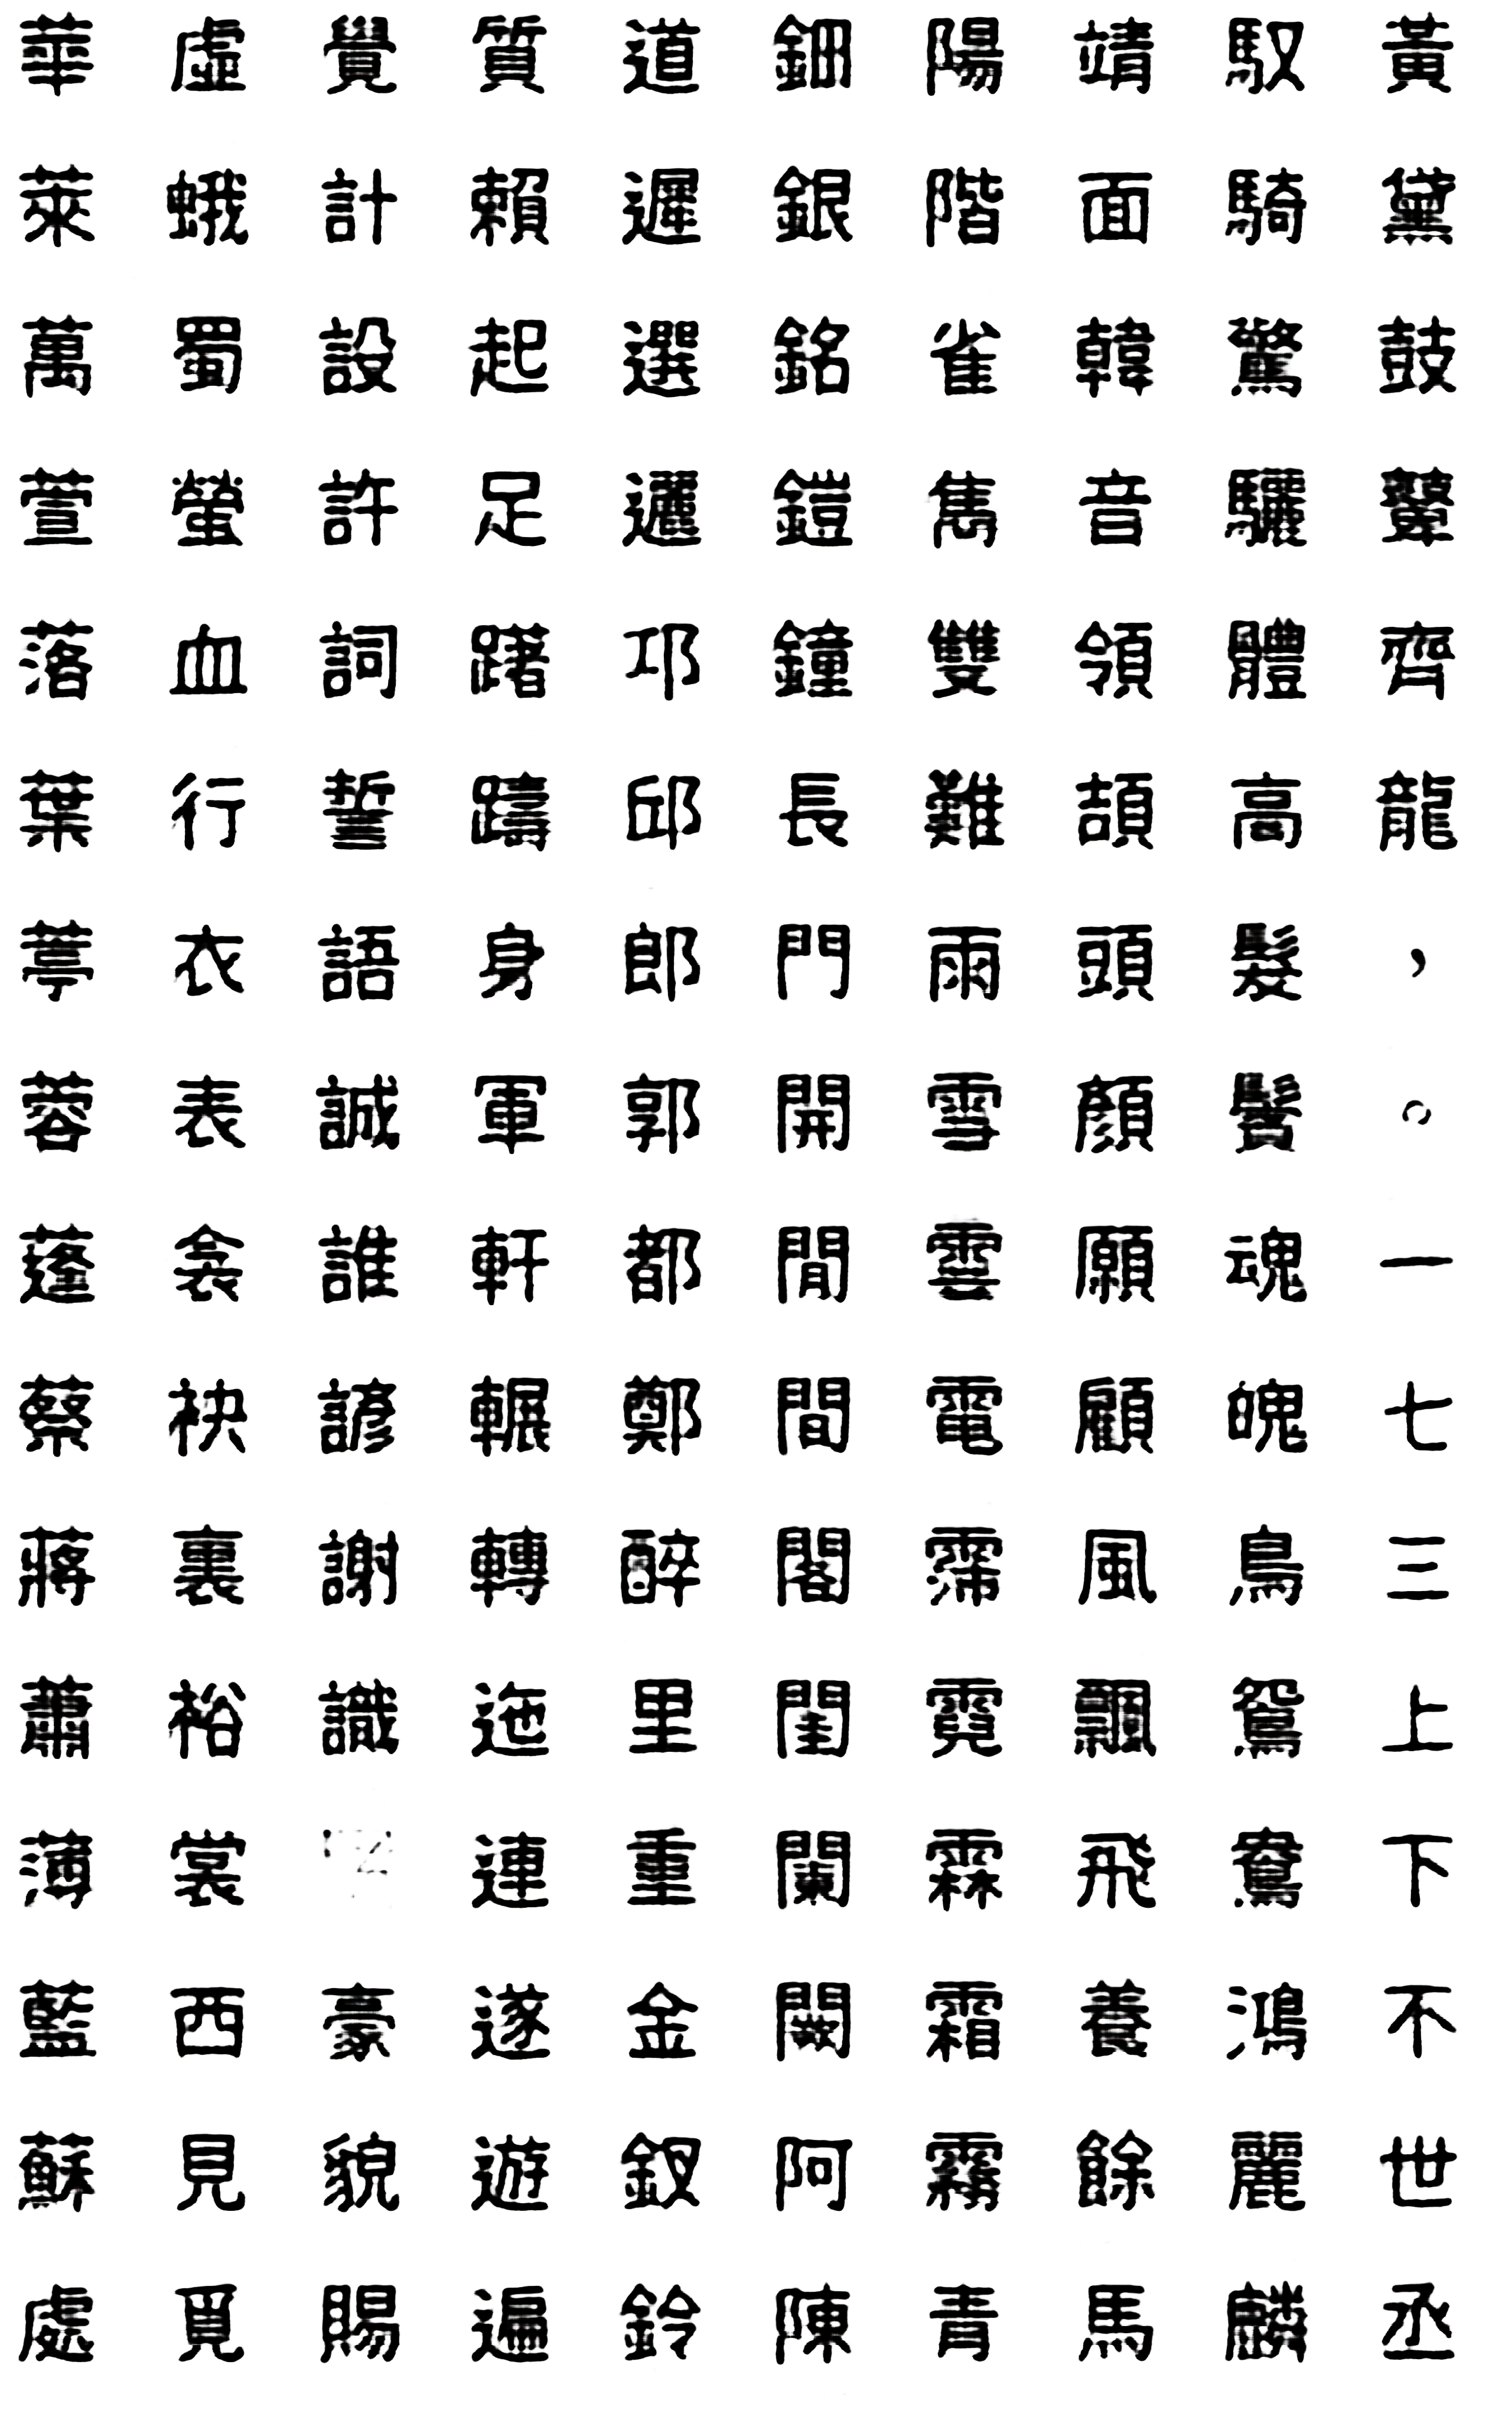 華虛覺質道鈿陽靖馭黃
萊蛾計賴遲銀階面騎黛
萬蜀設起選銘雀韓驚鼓
萱螢許足邐鎧雋音驪鼙
落血詞躇邛鐘雙領體齊
葉行誓躊邱長難頡高龍
葶衣語身郎門雨頭髮，
蓉表誠軍郭開雪顏鬢。
蓬衾誰軒都閒雲願魂一
蔡袂諺輾鄭間電顧魄七
蔣裏謝轉醉閣霈風鳥三
蕭裕識迤里閨霓飄鴛上
薄裳連重闌霖飛鴦下
藍西豪遂金闕霜養鴻不
蘇見貌遊釵阿霧餘麗世
處覓賜遍鈴陳青馬麟丞